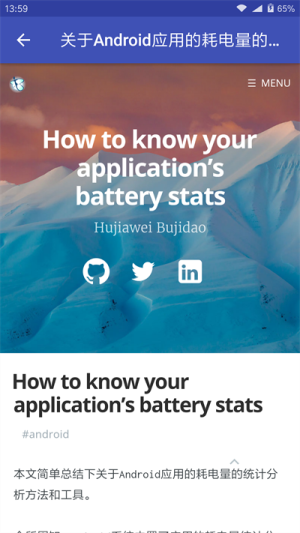 13:59
65%
关于Android应用的耗电量的...
MENU
How to know your
application's
battery stats
Hujiawei Bujidao
How to know your
application's battery stats
#android
本文简单总结下关于Android应用的耗电量的统计分
析方法和工具。